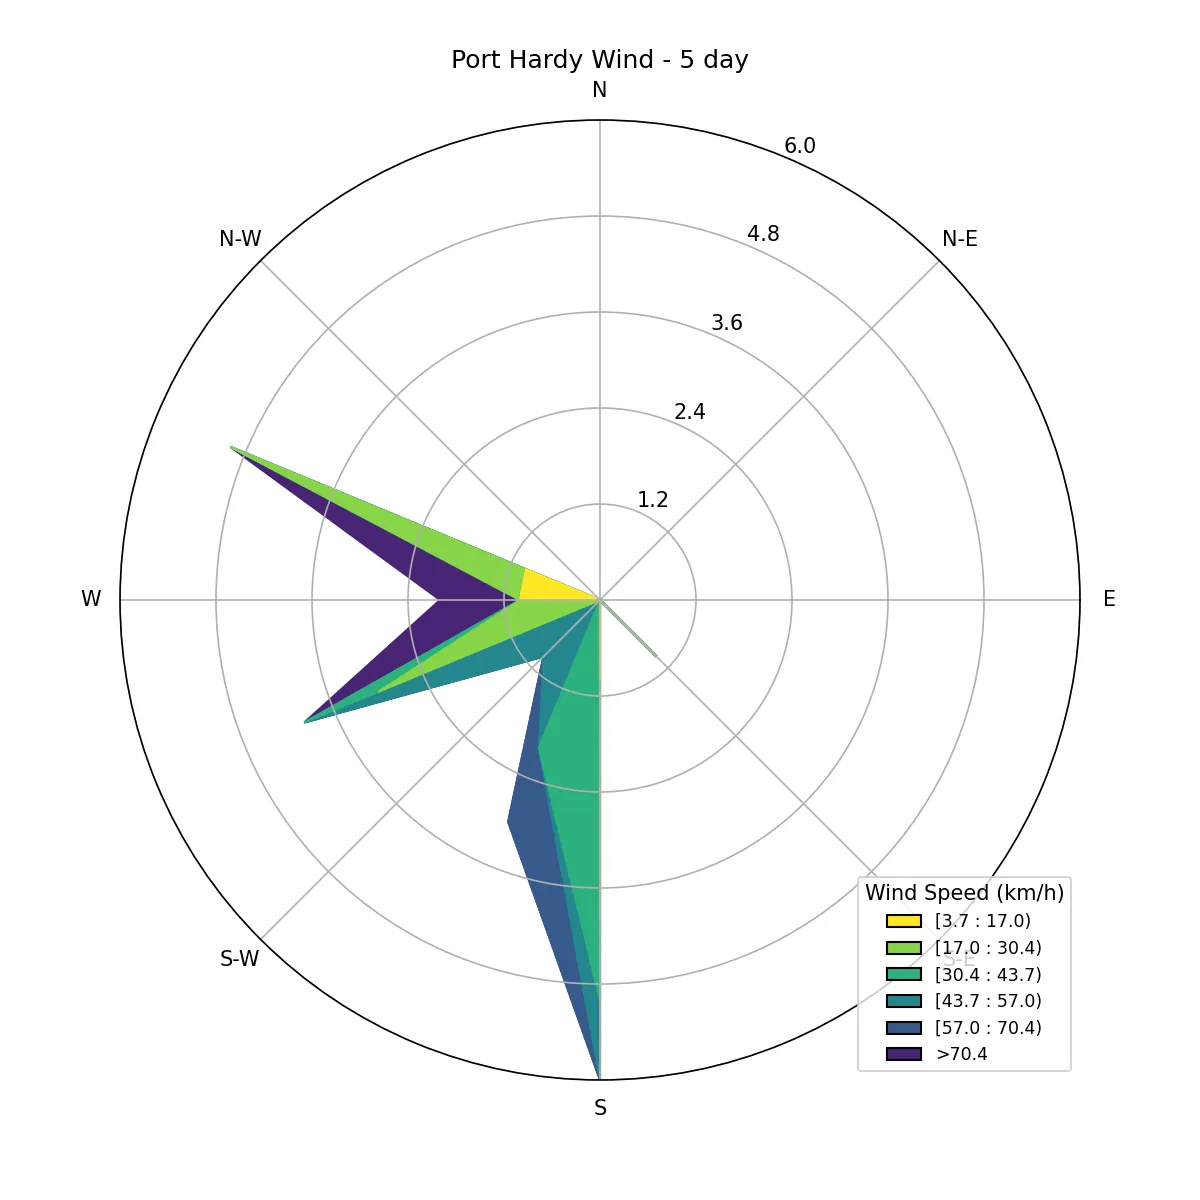 Port Hardy Wind - 5 day
N
6.0
N-W
N-E
4.8
3.6
2.4
1.2
W
E
S-W
S-E
S
Wind Speed (km/h)
[3.7 : 17.0)
[17.0 : 30.4)
[30.4 : 43.7)
[43.7 : 57.0)
[57.0 : 70.4)
>70.4